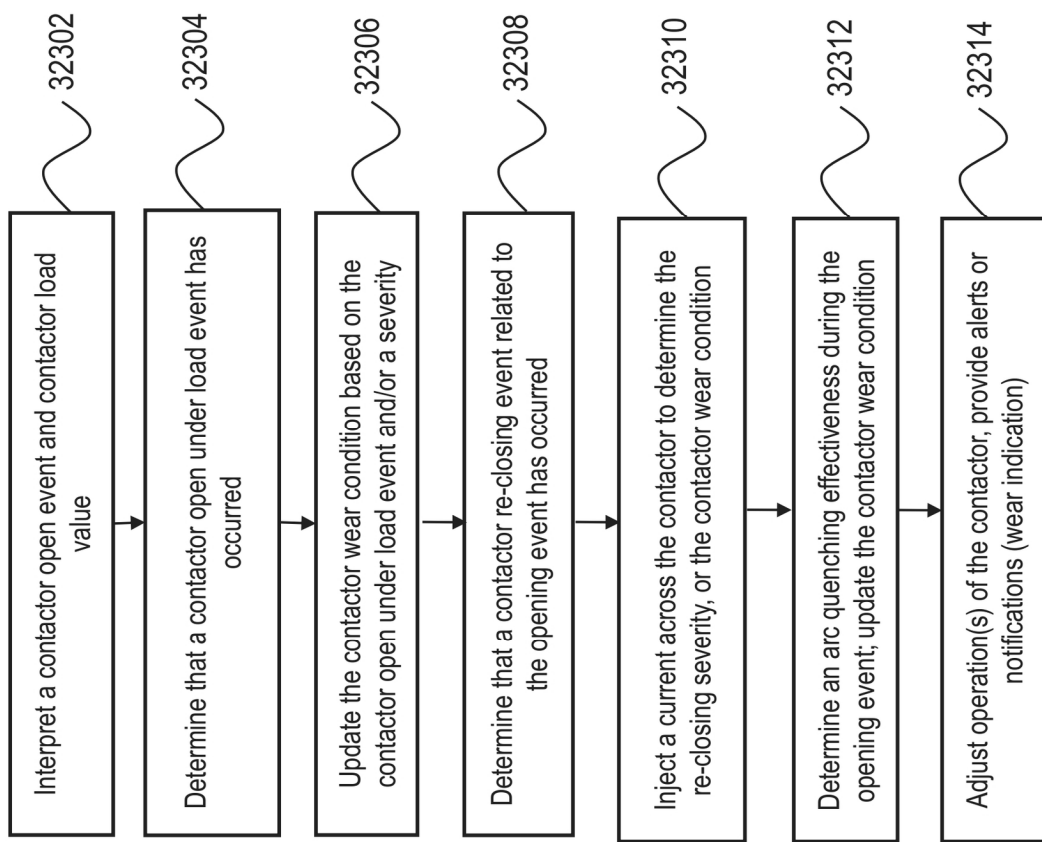 Interpret a contactor open event and contactor load
value
32302
Determine that a contactor open under load event has
occurred
32304
Update the contactor wear condition based on the
contactor open under load event and/or a severity
32306
Determine that a contactor re-closing event related to
the opening event has occurred
32308
Inject a current across the contactor to determine the
re-closing severity, or the contactor wear condition
32310
Determine an arc quenching effectiveness during the
opening event; update the contactor wear condition
32312
Adjust operation(s) of the contactor, provide alerts or
notifications (wear indication)
32314